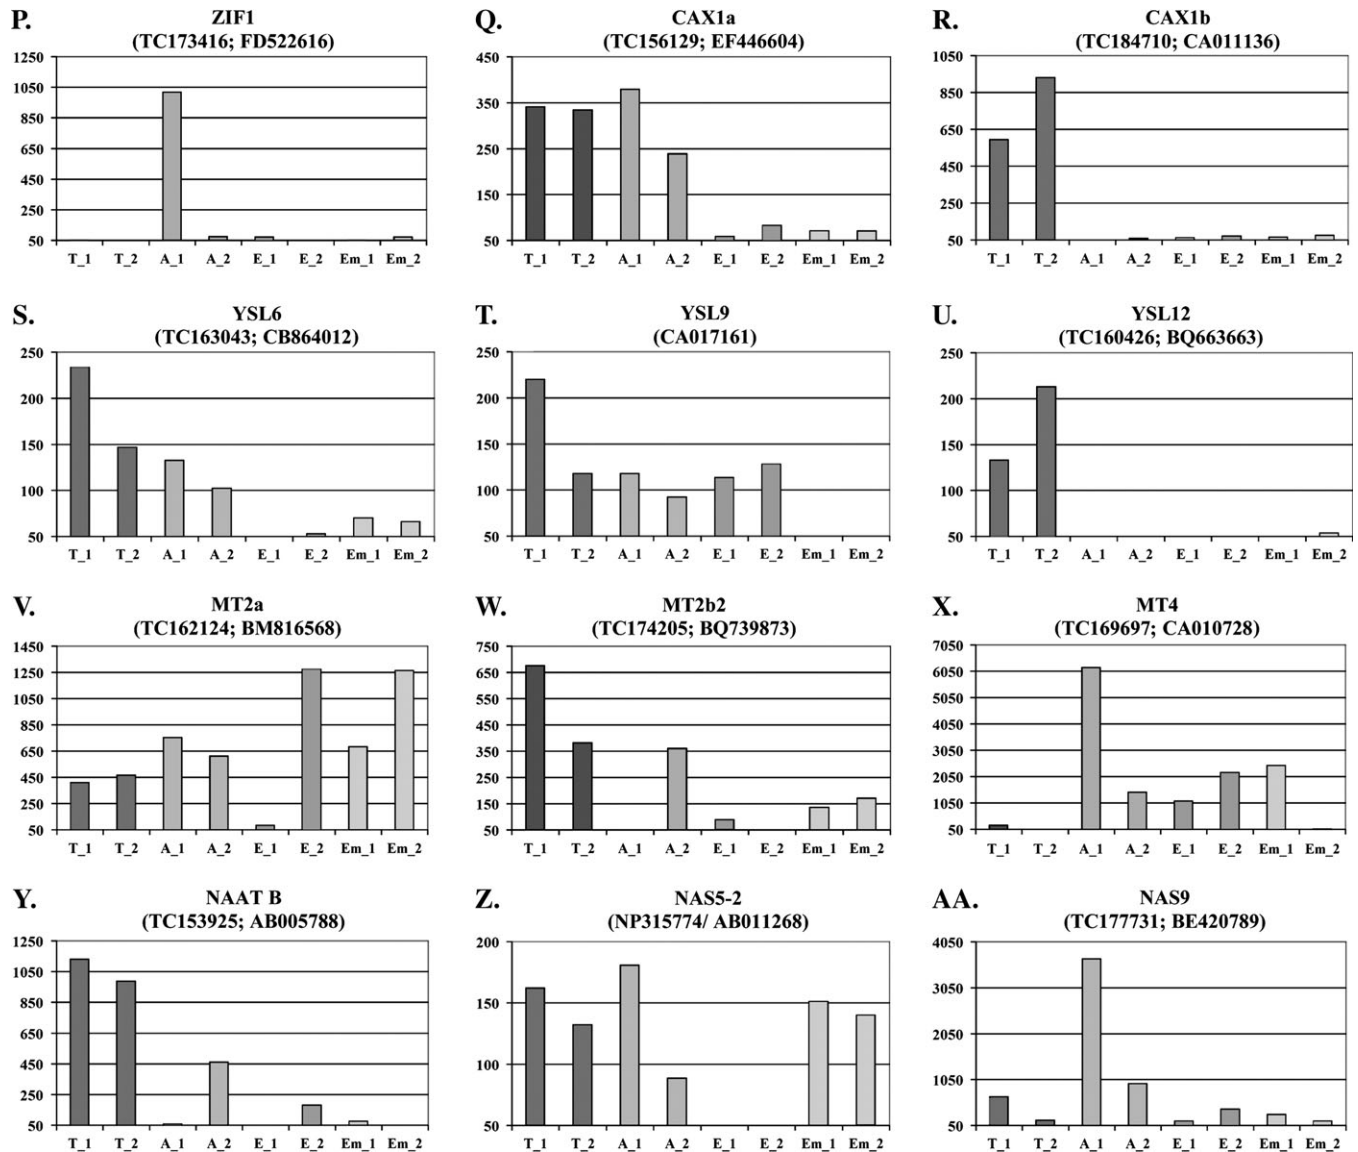 P. ZIF1
(TC173416; FD522616)
1250
1050
850
650
450
250
50
T_1 T_2 A_1 A_2 E_1 E_2 Em_1 Em_2
Q. CAX1a
(TC156129; EF446604)
450
350
250
150
50
T_1 T_2 A_1 A_2 E_1 E_2 Em_1 Em_2
R. CAX1b
(TC184710; CA011136)
1050
850
650
450
250
50
T_1 T_2 A_1 A_2 E_1 E_2 Em_1 Em_2
S. YSL6
(TC163043; CB864012)
250
200
150
100
50
T_1 T_2 A_1 A_2 E_1 E_2 Em_1 Em_2
T. YSL9
(CA017161)
250
200
150
100
50
T_1 T_2 A_1 A_2 E_1 E_2 Em_1 Em_2
U. YSL12
(TC160426; BQ663663)
250
200
150
100
50
T_1 T_2 A_1 A_2 E_1 E_2 Em_1 Em_2
V. MT2a
(TC162124; BM816568)
1450
1250
1050
850
650
450
250
50
T_1 T_2 A_1 A_2 E_1 E_2 Em_1 Em_2
W. MT2b2
(TC174205; BQ739873)
750
650
550
450
350
250
150
50
T_1 T_2 A_1 A_2 E_1 E_2 Em_1 Em_2
X. MT4
(TC169697; CA010728)
7050
6050
5050
4050
3050
2050
1050
50
T_1 T_2 A_1 A_2 E_1 E_2 Em_1 Em_2
Y. NAAT B
(TC153925; AB005788)
1250
1050
850
650
450
250
50
T_1 T_2 A_1 A_2 E_1 E_2 Em_1 Em_2
Z. NAS5-2
(NP315774/ AB011268)
200
150
100
50
T_1 T_2 A_1 A_2 E_1 E_2 Em_1 Em_2
AA. NAS9
(TC177731; BE420789)
4050
3050
2050
1050
50
T_1 T_2 A_1 A_2 E_1 E_2 Em_1 Em_2